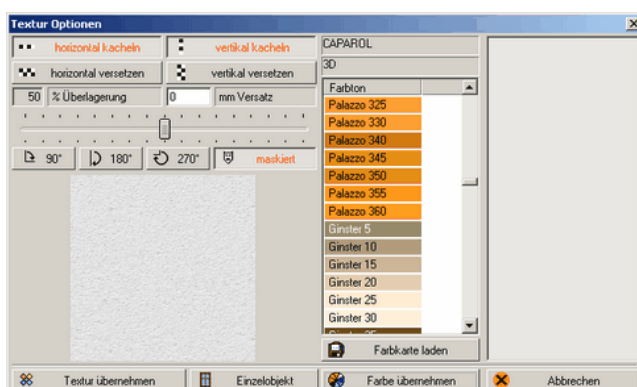 Textur Optionen
horizontal kacheln
vertikal kacheln
CAPAROL
horizontal versetzen
vertikal versetzen
3D
50 % Überlagerung
0 mm Versatz
Farbton
Palazzo 325
Palazzo 330
Palazzo 340
Palazzo 345
Palazzo 350
Palazzo 355
Palazzo 360
Ginster 5
Ginster 10
Ginster 15
Ginster 20
Ginster 25
Ginster 30
90°
180°
270°
maskiert
Farbkarte laden
Textur übernehmen
Einzelobjekt
Farbe übernehmen
Abbrechen